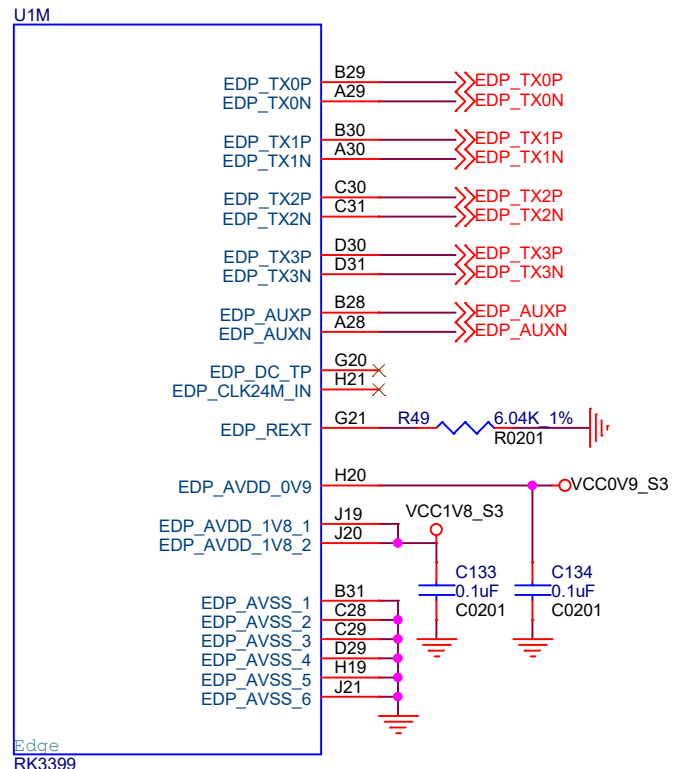 U1M
EDP_TX0P B29 EDP_TX0P
EDP_TX0N A29 EDP_TX0N
EDP_TX1P B30 EDP_TX1P
EDP_TX1N A30 EDP_TX1N
EDP_TX2P C30 EDP_TX2P
EDP_TX2N C31 EDP_TX2N
EDP_TX3P D30 EDP_TX3P
EDP_TX3N D31 EDP_TX3N
EDP_AUXP B28 EDP_AUXP
EDP_AUXN A28 EDP_AUXN
EDP_DC_TP G20
EDP_CLK24M_IN H21
EDP_REXT G21 R49 6.04K_1%
R0201
EDP_AVDD_0V9 H20 VCC0V9_S3
VCC1V8_S3
EDP_AVDD_1V8_1 J19
EDP_AVDD_1V8_2 J20
C133 C134
0.1uF 0.1uF
C0201 C0201
EDP_AVSS_1 B31
EDP_AVSS_2 C28
EDP_AVSS_3 C29
EDP_AVSS_4 D29
EDP_AVSS_5 H19
EDP_AVSS_6 J21
Edge
RK3399